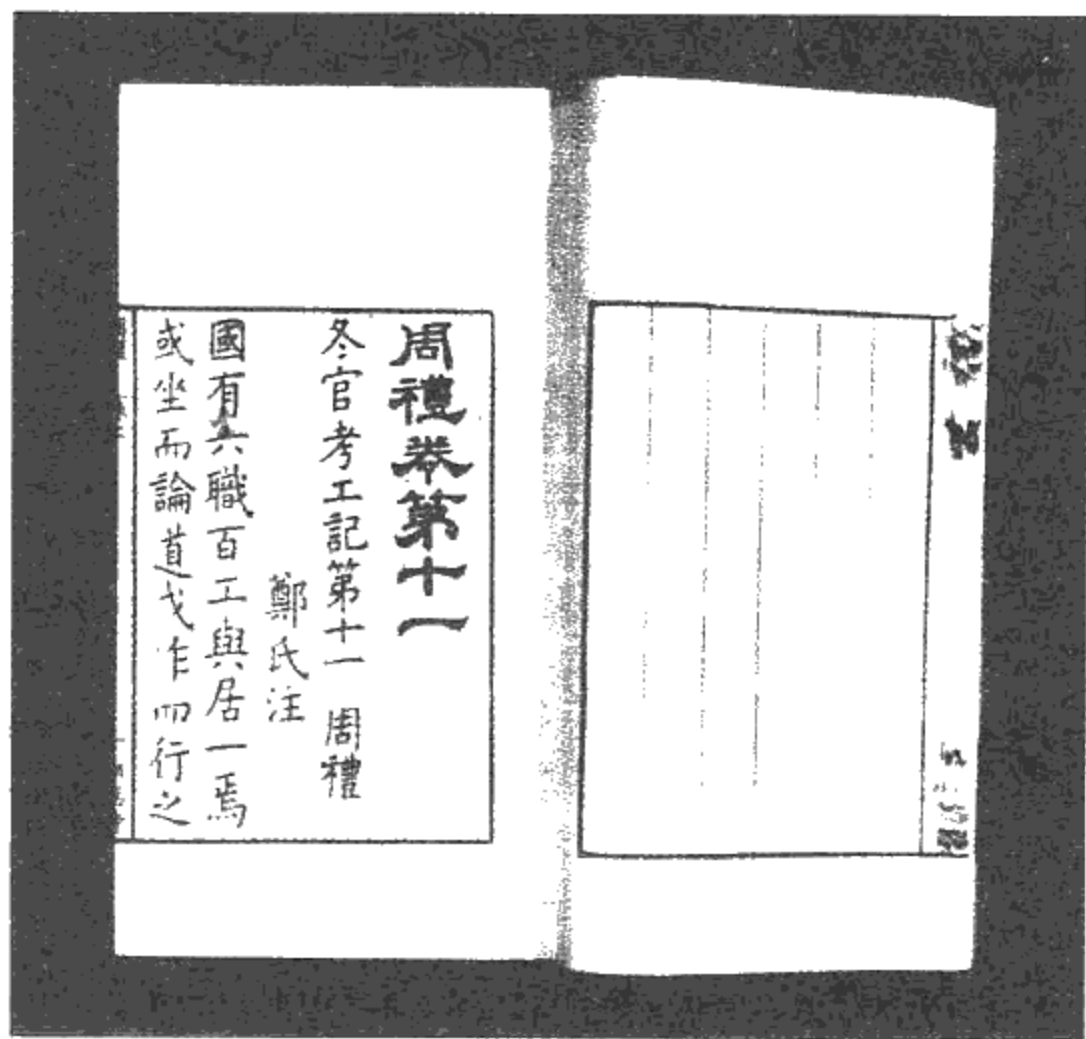 周禮卷第十一
冬官考工記第十一 周禮
鄭氏注
國有六職百工與居一焉
或坐而論道或作而行之